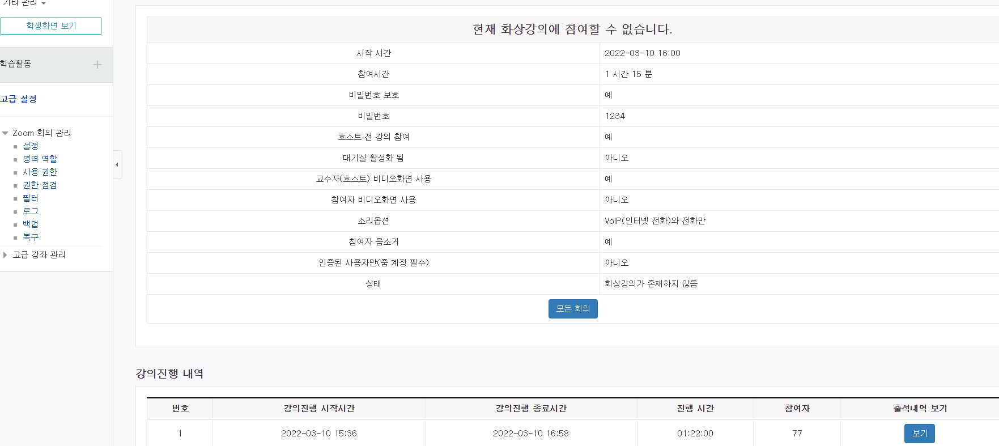 기타 관리
학생화면 보기
학습활동
고급 설정
Zoom 회의 관리
설정
영역 역할
사용 권한
권한 점검
필터
로그
백업
복구
고급 강좌 관리
현재 화상강의에 참여할 수 없습니다.
시작 시간 2022-03-10 16:00
참여시간 1 시간 15 분
비밀번호 보호 예
비밀번호 1234
호스트 전 강의 참여 예
대기실 활성화 됨 아니오
교수자(호스트) 비디오화면 사용 예
참여자 비디오화면 사용 아니오
소리옵션 VoIP(인터넷 전화)와 전화만
참여자 음소거 예
인증된 사용자만(줌 계정 필수) 아니오
상태 회상강의가 존재하지 않음
모든 회의
강의진행 내역
번호 강의진행 시작시간 강의진행 종료시간 진행 시간 참여자 출석내역 보기
1 2022-03-10 15:36 2022-03-10 16:58 01:22:00 77 보기